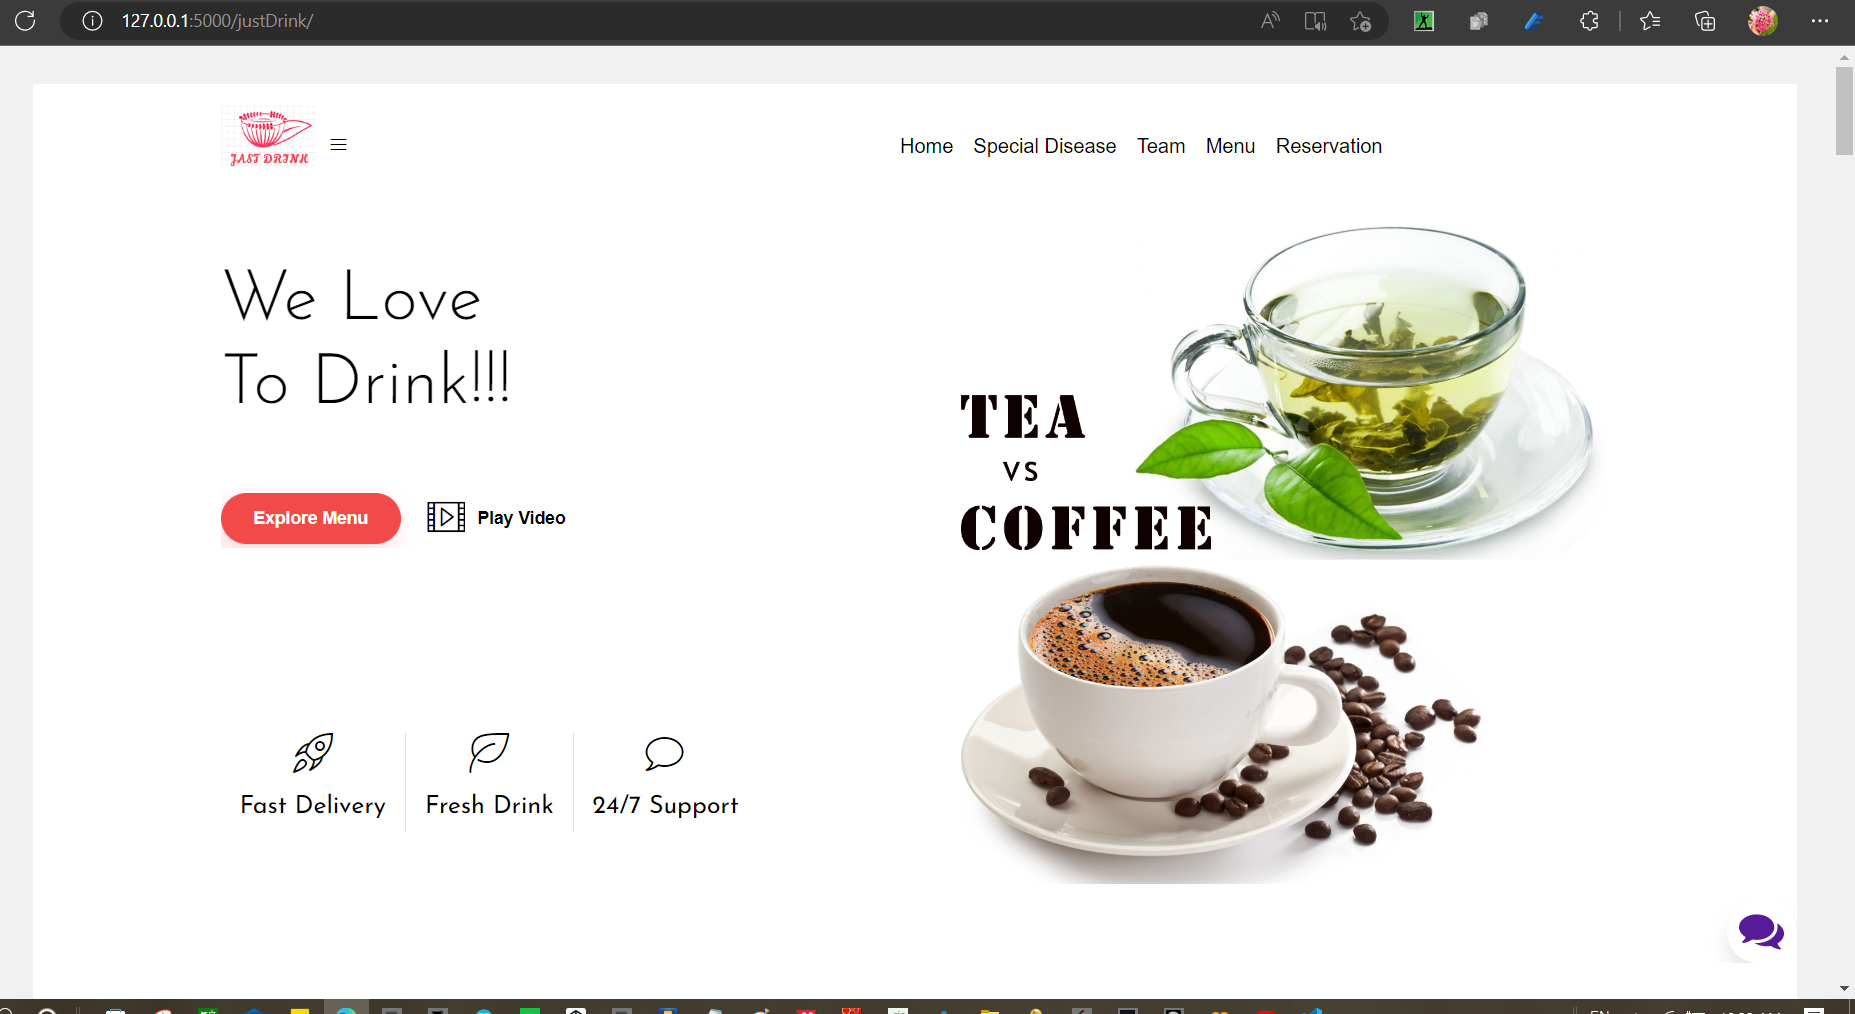 127.0.0.1:5000/justDrink/
JAST DRINK
Home Special Disease Team Menu Reservation
We Love
To Drink!!!
TEA
VS
COFFEE
Explore Menu
Play Video
Fast Delivery
Fresh Drink
24/7 Support